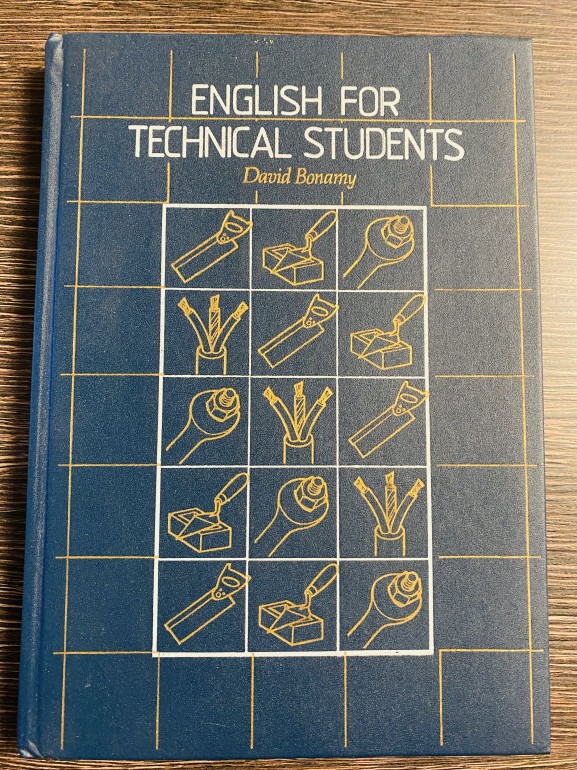 ENGLISH FOR
TECHNICAL STUDENTS
David Bonamy